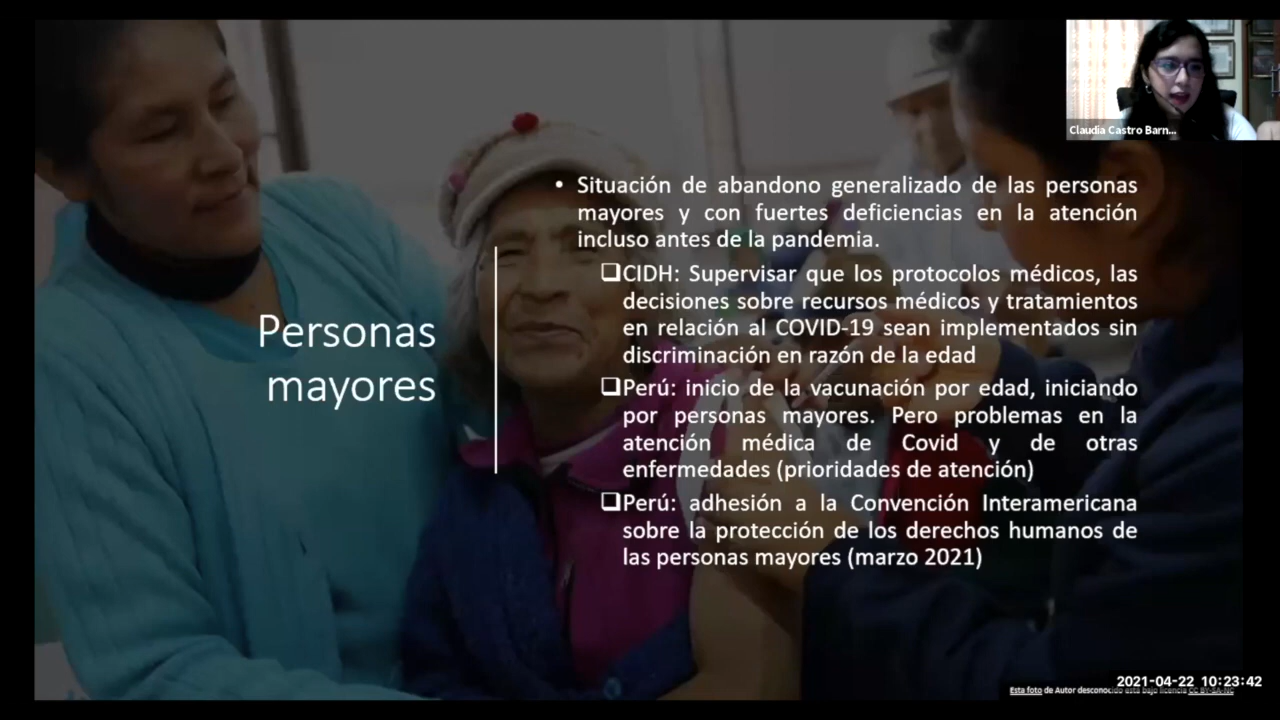 Claudia Castro Barn...
Personas
mayores
• Situación de abandono generalizado de las personas
mayores y con fuertes deficiencias en la atención
incluso antes de la pandemia.
❑CIDH: Supervisar que los protocolos médicos, las
decisiones sobre recursos médicos y tratamientos
en relación al COVID-19 sean implementados sin
discriminación en razón de la edad
❑Perú: inicio de la vacunación por edad, iniciando
por personas mayores. Pero problemas en la
atención médica de Covid y de otras
enfermedades (prioridades de atención)
❑Perú: adhesión a la Convención Interamericana
sobre la protección de los derechos humanos de
las personas mayores (marzo 2021)
2021-04-22 10:23:42
Esta foto de Autor desconocido está bajo licencia CC BY-SA-NC